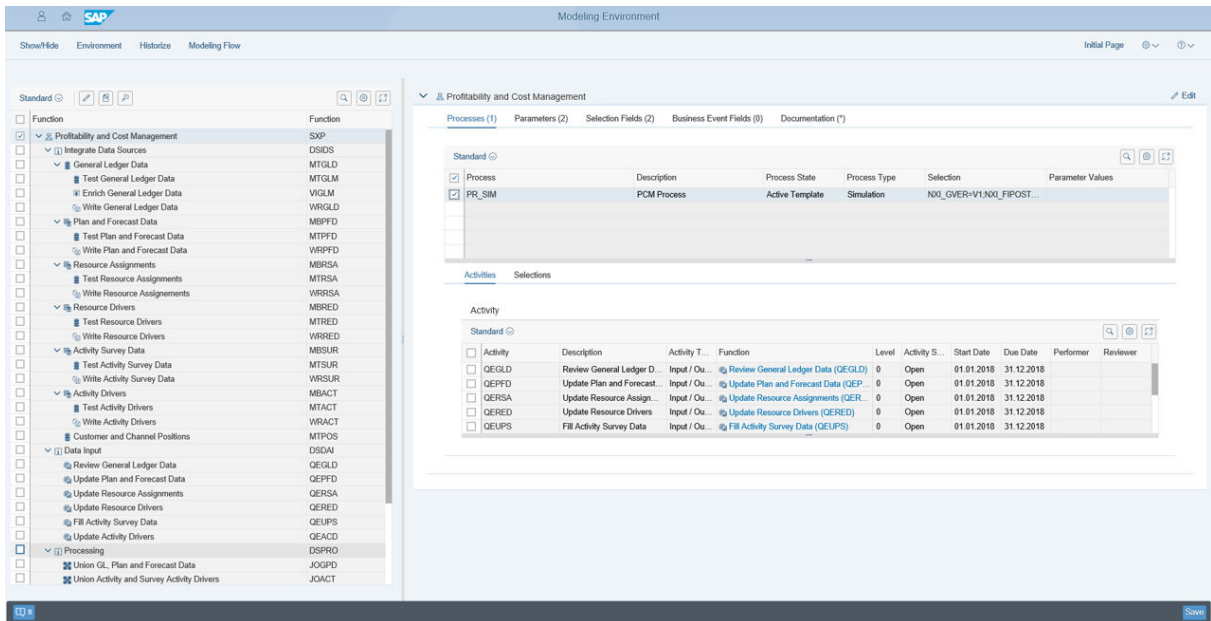 SAP
Modeling Environment
Show/Hide Environment Historize Modeling Flow
Initial Page
Standard
Function Function
Profitability and Cost Management SXP
Integrate Data Sources DSIDS
General Ledger Data MTGLD
Test General Ledger Data MTGLM
Enrich General Ledger Data VIGLM
Write General Ledger Data WRGLD
Plan and Forecast Data MBPFD
Test Plan and Forecast Data MTPFD
Write Plan and Forecast Data WRPFD
Resource Assignments MBRSA
Test Resource Assignments MTRSA
Write Resource Assignements WRRSA
Resource Drivers MBRED
Test Resource Drivers MTRED
Write Resource Drivers WRRED
Activity Survey Data MBSUR
Test Activity Survey Data MTSUR
Write Activity Survey Data WRSUR
Activity Drivers MBACT
Test Activity Drivers MTACT
Write Activity Drivers WRACT
Customer and Channel Positions MTPOS
Data Input DSDAI
Review General Ledger Data QEGLD
Update Plan and Forecast Data QEPFD
Update Resource Assignments QERSA
Update Resource Drivers QERED
Fill Activity Survey Data QEUPS
Update Activity Drivers QEACD
Processing DSPRO
Union GL, Plan and Forecast Data JOGPD
Union Activity and Survey Activity Drivers JOACT
Profitability and Cost Management
Edit
Processes (1) Parameters (2) Selection Fields (2) Business Event Fields (0) Documentation (*)
Standard
Process Description Process State Process Type Selection Parameter Values
PR_SIM PCM Process Active Template Simulation NXI_GVER=V1;NXI_FIPOST...
Activities Selections
Activity
Standard
Activity Description Activity T... Function Level Activity S... Start Date Due Date Performer Reviewer
QEGLD Review General Ledger D... Input / Ou... Review General Ledger Data (QEGLD) 0 Open 01.01.2018 31.12.2018
QEPFD Update Plan and Forecast... Input / Ou... Update Plan and Forecast Data (QEP... 0 Open 01.01.2018 31.12.2018
QERSA Update Resource Assign... Input / Ou... Update Resource Assignments (QER... 0 Open 01.01.2018 31.12.2018
QERED Update Resource Drivers Input / Ou... Update Resource Drivers (QERED) 0 Open 01.01.2018 31.12.2018
QEUPS Fill Activity Survey Data Input / Ou... Fill Activity Survey Data (QEUPS) 0 Open 01.01.2018 31.12.2018
0
Save